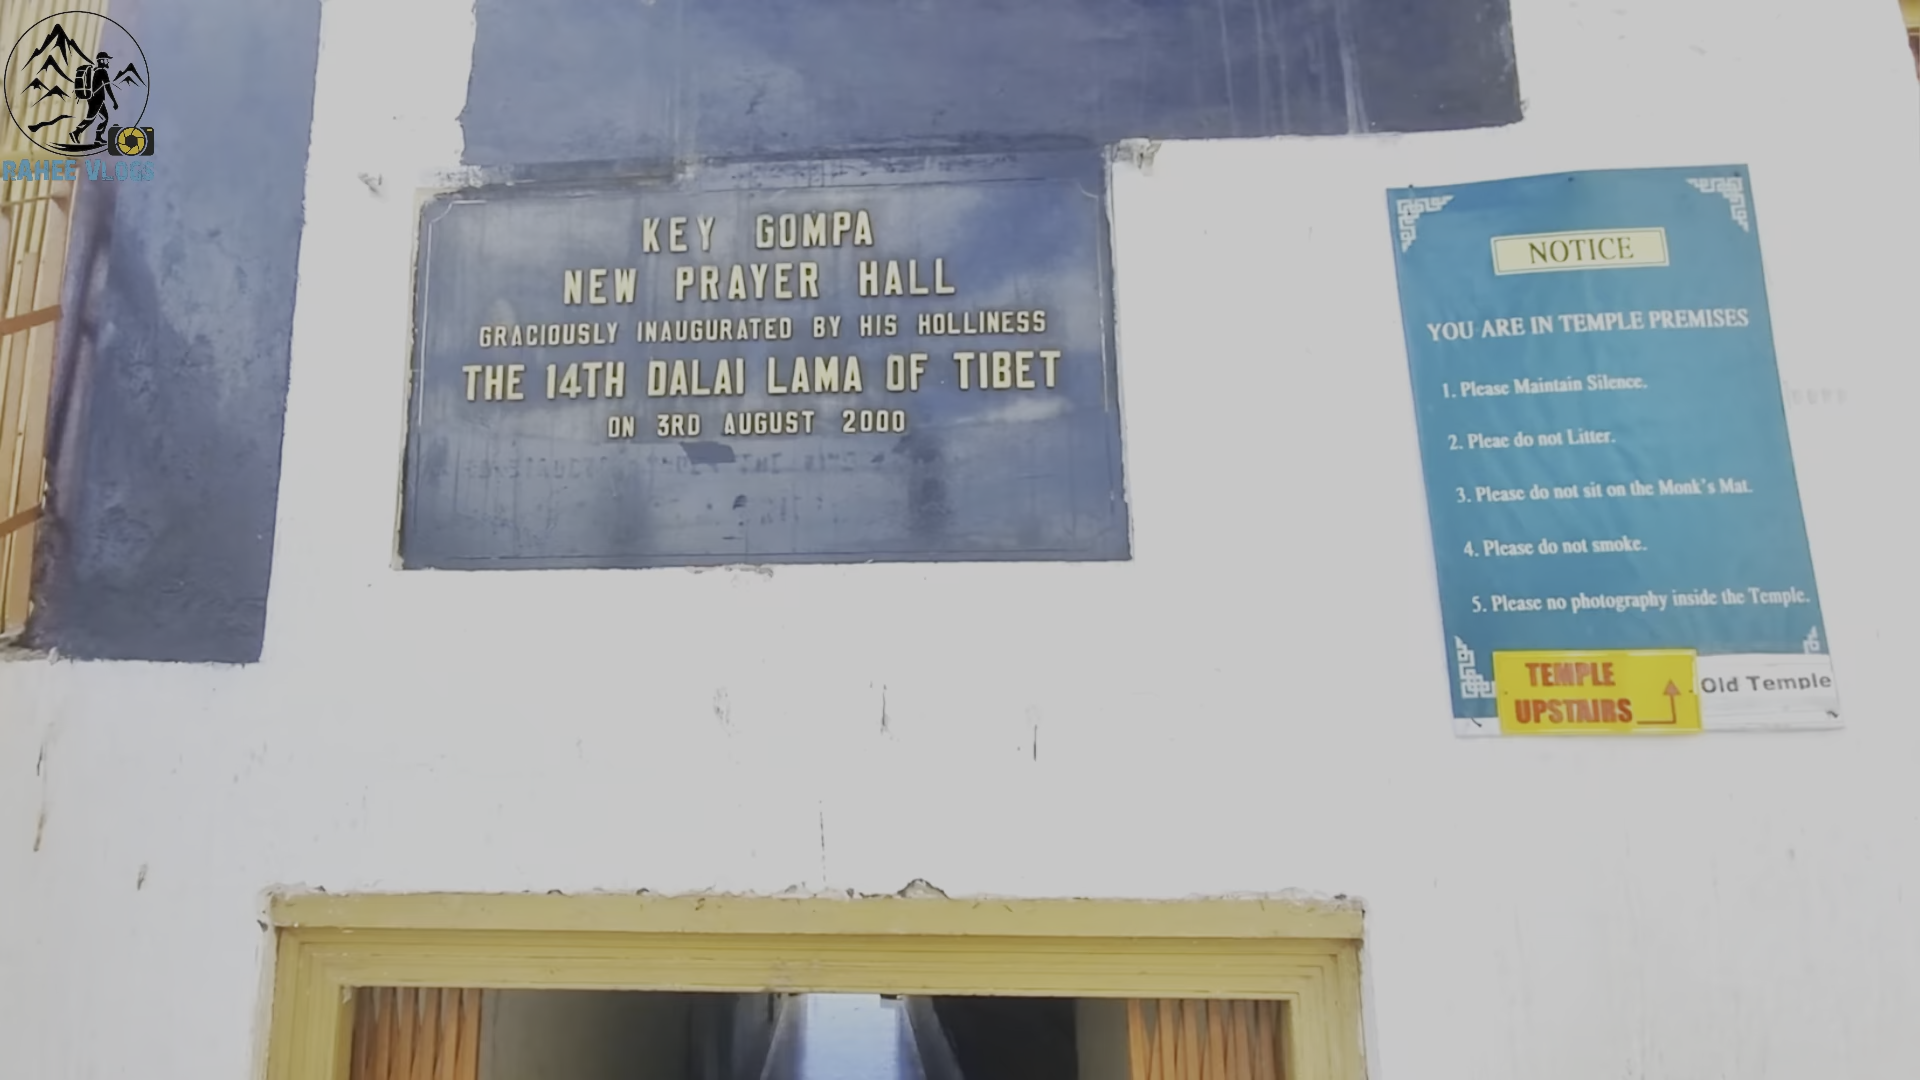 RAHEE VLOGS
KEY GOMPA
NEW PRAYER HALL
GRACIOUSLY INAUGURATED BY HIS HOLLINESS
THE 14TH DALAI LAMA OF TIBET
ON 3RD AUGUST 2000
NOTICE
YOU ARE IN TEMPLE PREMISES
1. Please Maintain Silence.
2. Pleae do not Litter.
3. Please do not sit on the Monk's Mat.
4. Please do not smoke.
5. Please no photography inside the Temple.
TEMPLE
UPSTAIRS
Old Temple